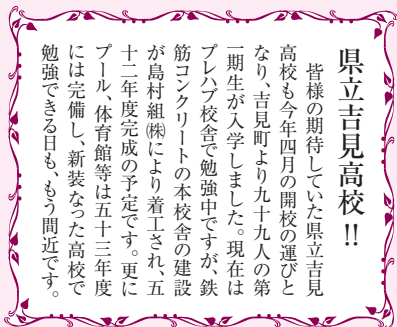 県立吉見高校!!
皆様の期待していた県立吉見
高校も今年四月の開校の運びと
なり、吉見町より九十九人の第
一期生が入学しました。現在は
プレハブ校舎で勉強中ですが、鉄
筋コンクリートの本校舎の建設
が島村組㈱により着工され、五
十二年度完成の予定です。更に
プール、体育館等は五十三年度
には完備し、新装なった高校で
勉強できる日も、もう間近です。